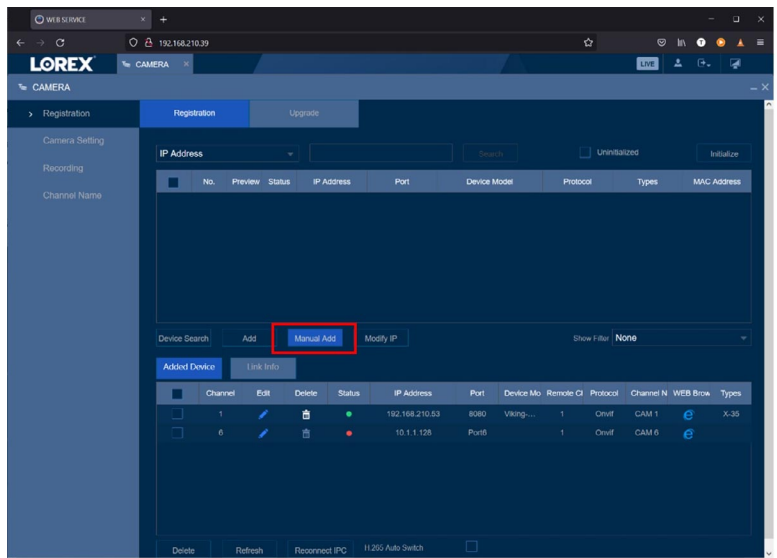 WEB SERVICE
192.168.210.39
LOREX CAMERA LIVE
CAMERA
Registration
Camera Setting
Recording
Channel Name
Registration Upgrade
IP Address Search Uninitialized Initialize
No. Preview Status IP Address Port Device Model Protocol Types MAC Address
Device Search Add Manual Add Modify IP Show Filter None
Added Device Link Info
Channel Edit Delete Status IP Address Port Device Mo Remote Cl Protocol Channel N WEB Brow Types
1 192.168.210.53 8080 Viking-... 1 Onvif CAM 1 X-35
6 10.1.1.128 Port6 1 Onvif CAM 6
Delete Refresh Reconnect IPC H.265 Auto Switch